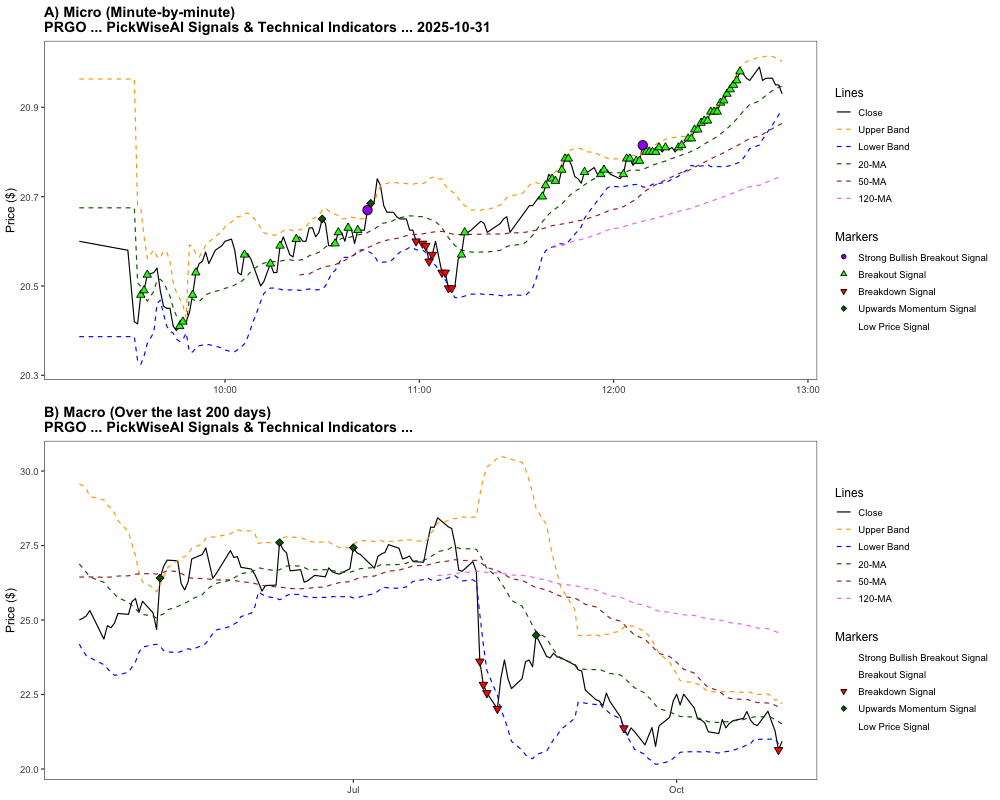 A) Micro (Minute-by-minute)
PRGO ... PickWiseAI Signals & Technical Indicators ... 2025-10-31
Price ($)
20.9
20.7
20.5
20.3
10:00
11:00
12:00
13:00
Lines
Close
Upper Band
Lower Band
20-MA
50-MA
120-MA
Markers
Strong Bullish Breakout Signal
Breakout Signal
Breakdown Signal
Upwards Momentum Signal
Low Price Signal
B) Macro (Over the last 200 days)
PRGO ... PickWiseAI Signals & Technical Indicators ...
Price ($)
30.0
27.5
25.0
22.5
20.0
Jul
Oct
Lines
Close
Upper Band
Lower Band
20-MA
50-MA
120-MA
Markers
Strong Bullish Breakout Signal
Breakout Signal
Breakdown Signal
Upwards Momentum Signal
Low Price Signal